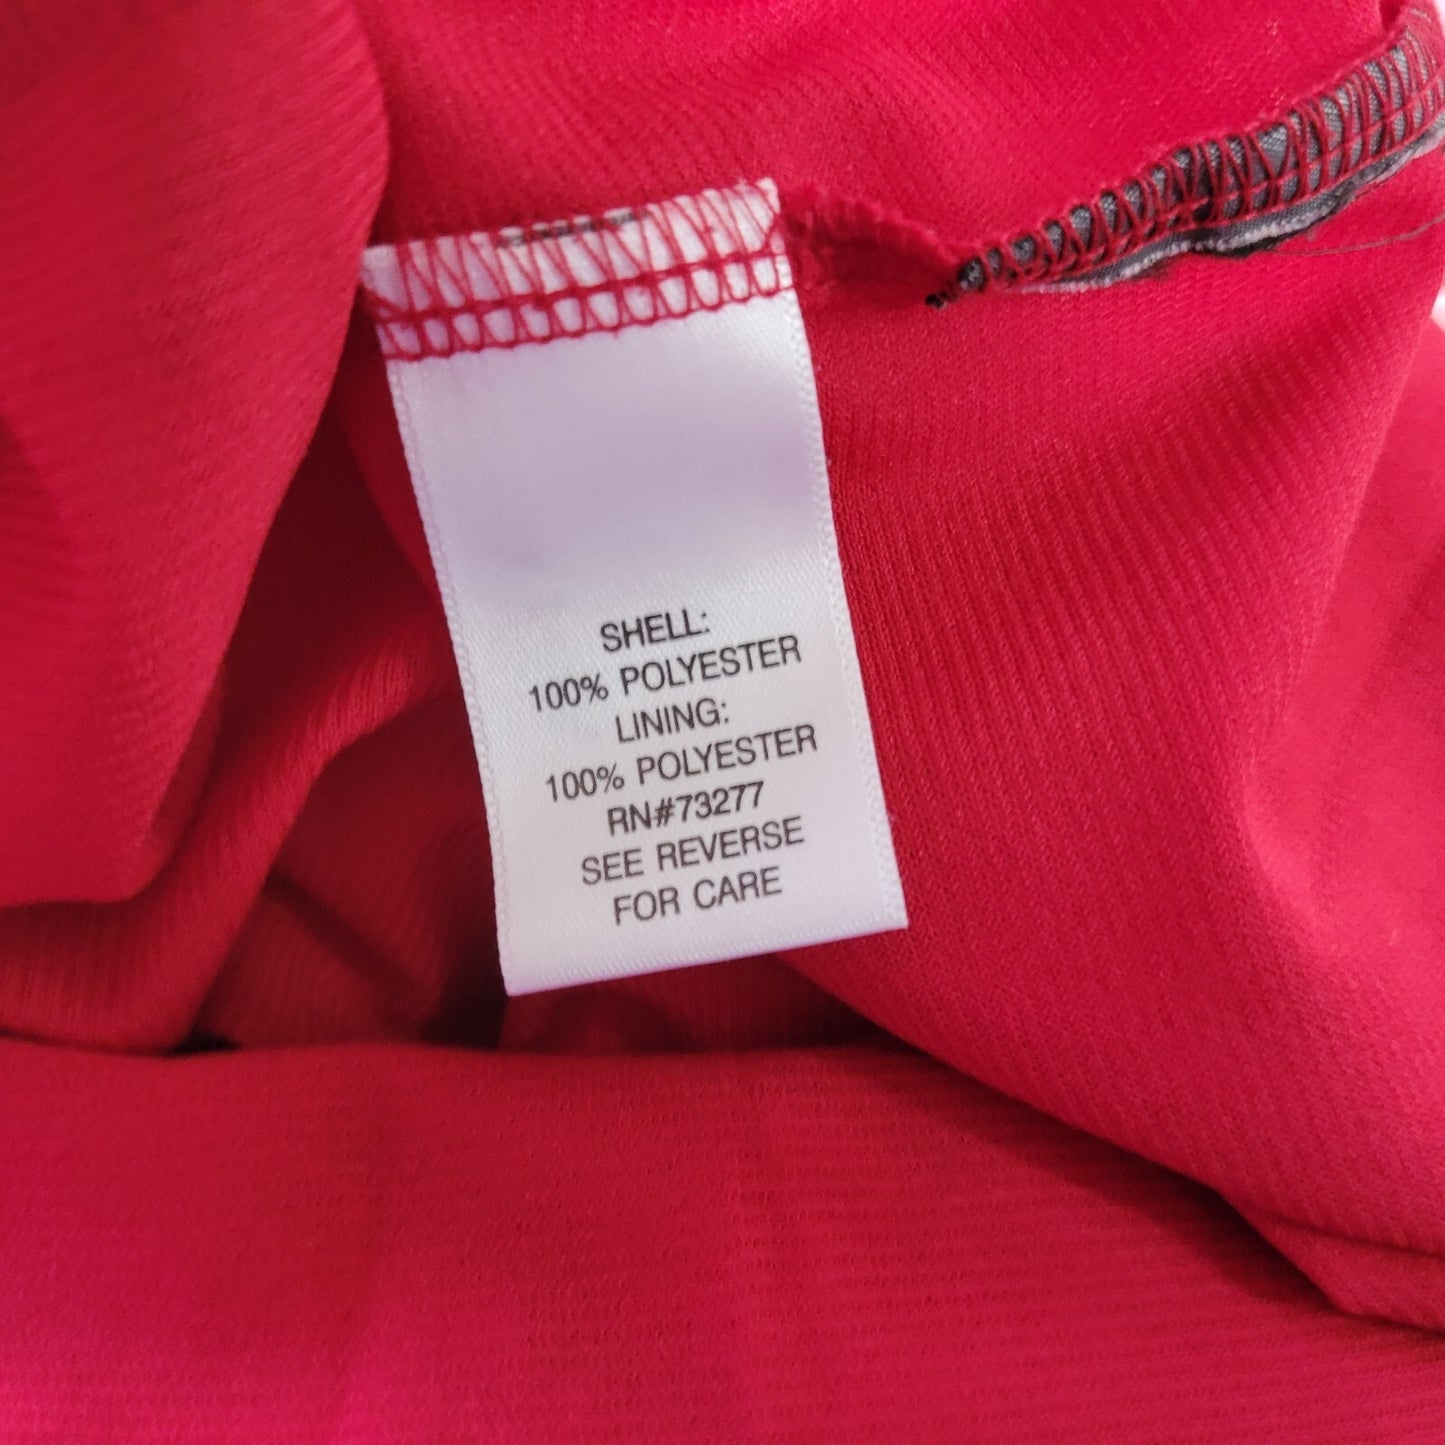 SHELL:
100% POLYESTER
LINING:
100% POLYESTER
RN#73277
SEE REVERSE
FOR CARE